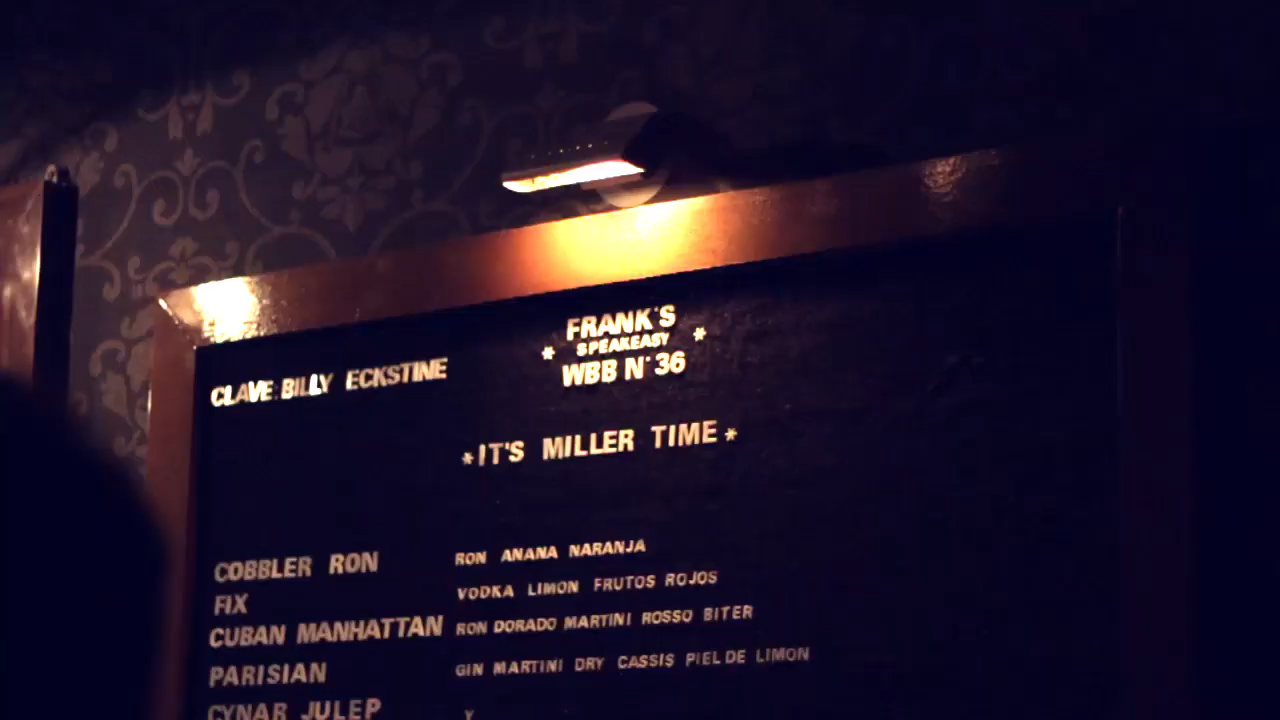 FRANK'S
* SPEAKEASY *
WBB N° 36
CLAVE: BILLY ECKSTINE
*IT'S MILLER TIME*
COBBLER RON RON ANANA NARANJA
FIX VODKA LIMON FRUTOS ROJOS
CUBAN MANHATTAN RON DORADO MARTINI ROSSO BITER
PARISIAN GIN MARTINI DRY CASSIS PIEL DE LIMON
CYNAR JULEP